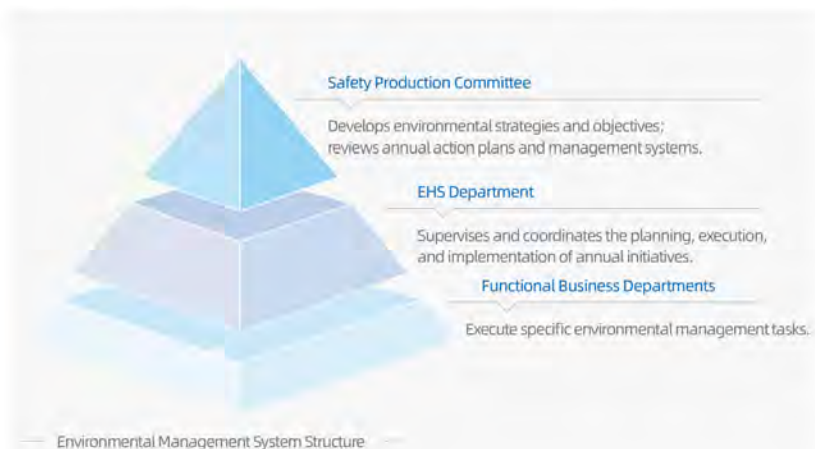 Safety Production Committee
Develops environmental strategies and objectives;
reviews annual action plans and management systems.
EHS Department
Supervises and coordinates the planning, execution,
and implementation of annual initiatives.
Functional Business Departments
Execute specific environmental management tasks.
Environmental Management System Structure